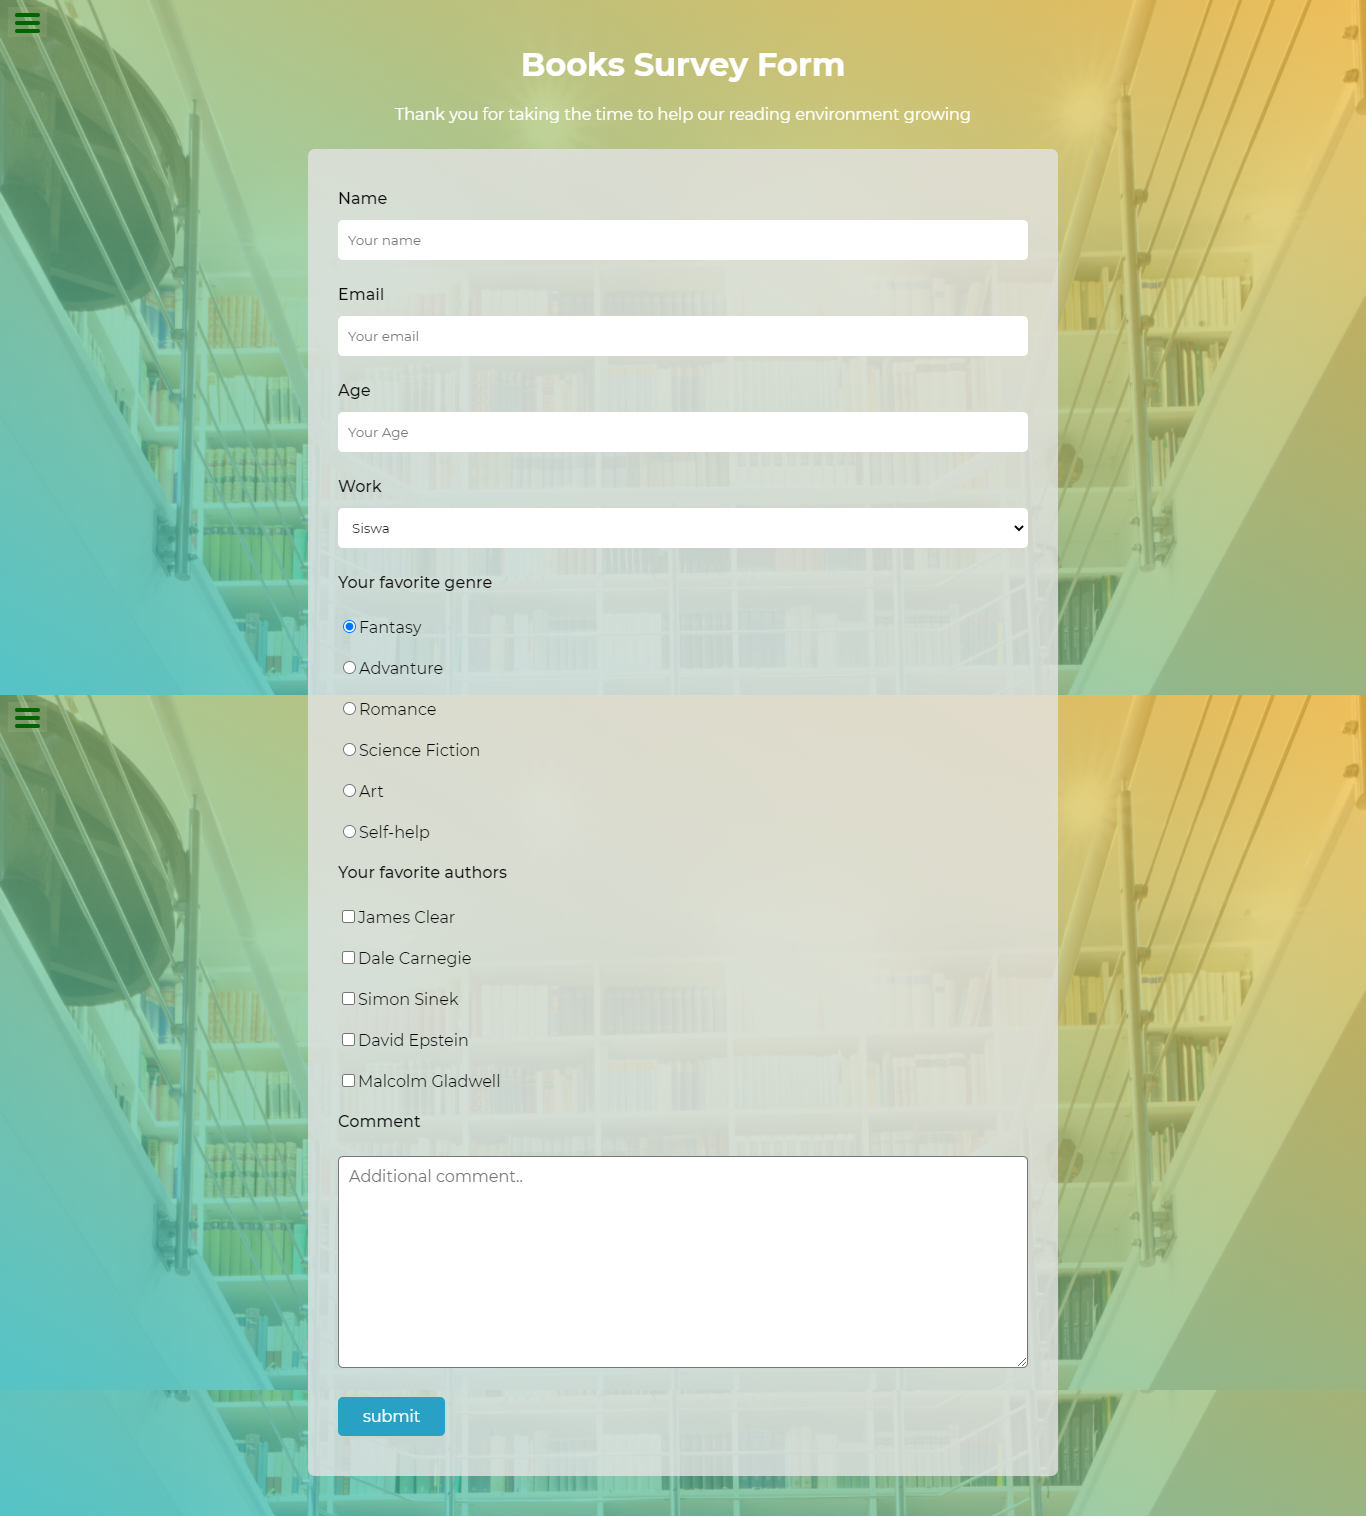 Books Survey Form
Thank you for taking the time to help our reading environment growing
Name
Your name
Email
Your email
Age
Your Age
Work
Siswa
Your favorite genre
Fantasy
Advanture
Romance
Science Fiction
Art
Self-help
Your favorite authors
James Clear
Dale Carnegie
Simon Sinek
David Epstein
Malcolm Gladwell
Comment
Additional comment..
submit